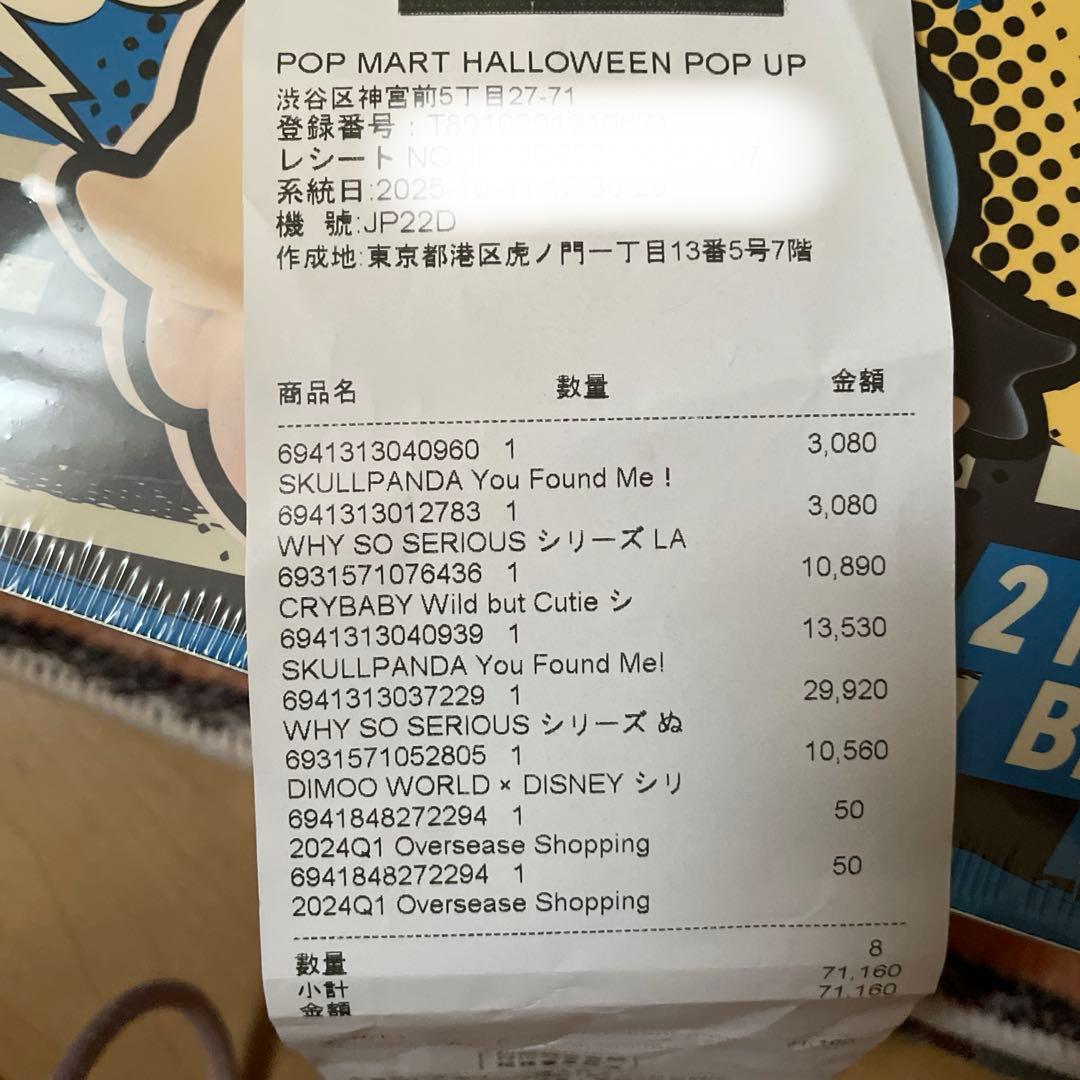 POP MART HALLOWEEN POP UP
渋谷区神宮前5丁目27-71
登録番号:
レシート NO
系統日:2025-10-
機 號:JP22D
作成地:東京都港区虎ノ門一丁目13番5号7階
商品名 數量 金額
6941313040960 1 3,080
SKULLPANDA You Found Me !
6941313012783 1 3,080
WHY SO SERIOUS シリーズ LA
6931571076436 1 10,890
CRYBABY Wild but Cutie シ
6941313040939 1 13,530
SKULLPANDA You Found Me!
6941313037229 1 29,920
WHY SO SERIOUS シリーズ ぬ
6931571052805 1 10,560
DIMOO WORLD × DISNEY シリ
6941848272294 1 50
2024Q1 Oversease Shopping
6941848272294 1 50
2024Q1 Oversease Shopping
數量 8
小計 71,160
金額 71,160
2
B